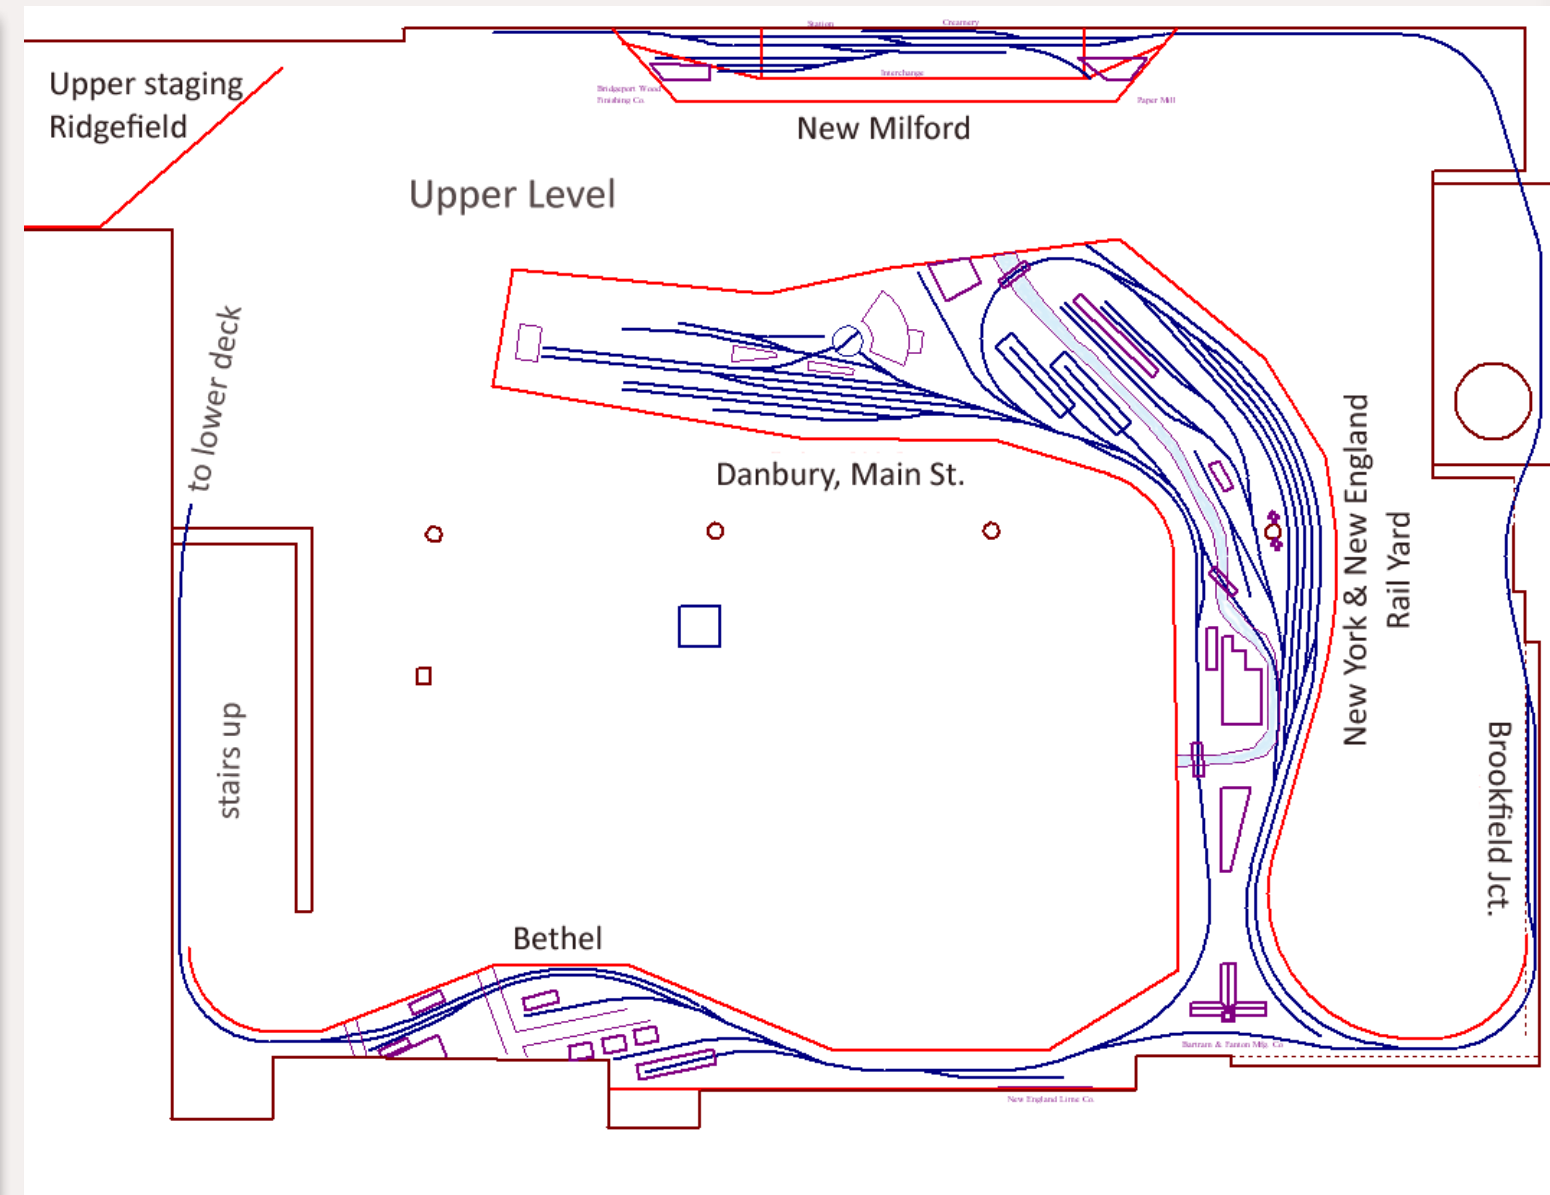 Station
Creamery
Upper staging
Ridgefield
Interchange
Bridgeport Wood
Finishing Co.
Paper Mill
New Milford
Upper Level
to lower deck
Danbury, Main St.
New York & New England
Rail Yard
stairs up
Brookfield Jct.
Bethel
Bartram & Fanton Mfg. Co
New England Lime Co.